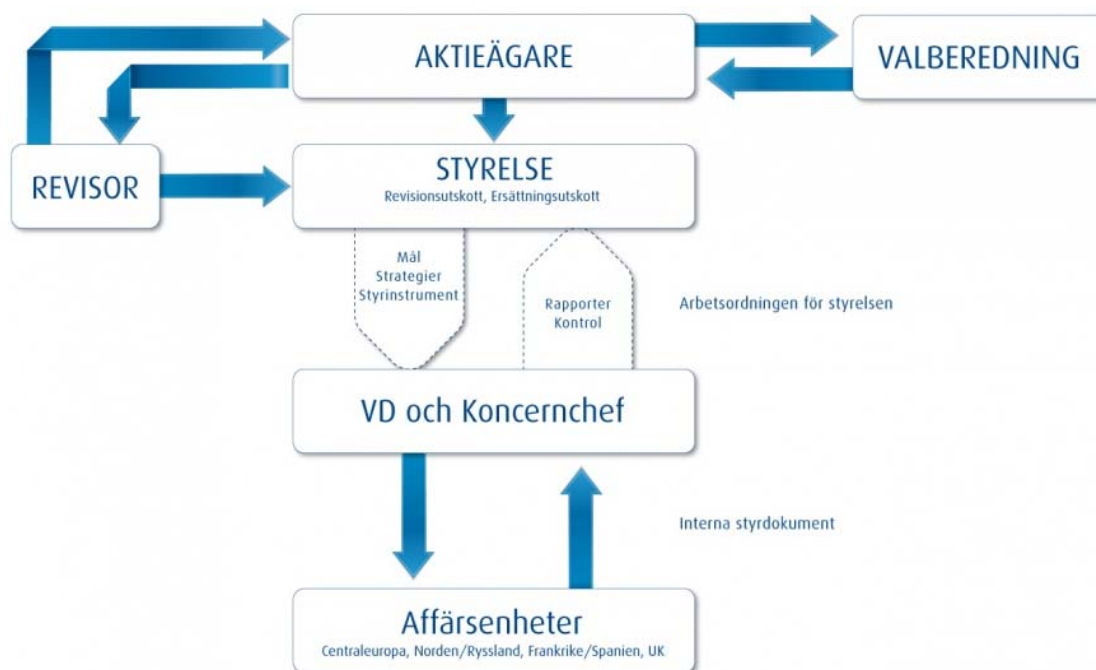 AKTIEÄGARE
VALBEREDNING
REVISOR
STYRELSE
Revisionsutskott, Ersättningsutskott
Mål
Strategier
Styrinstrument
Rapporter
Kontrol
Arbetsordningen för styrelsen
VD och Koncernchef
Interna styrdokument
Affärsenheter
Centraleuropa, Norden/Ryssland, Frankrike/Spanien, UK